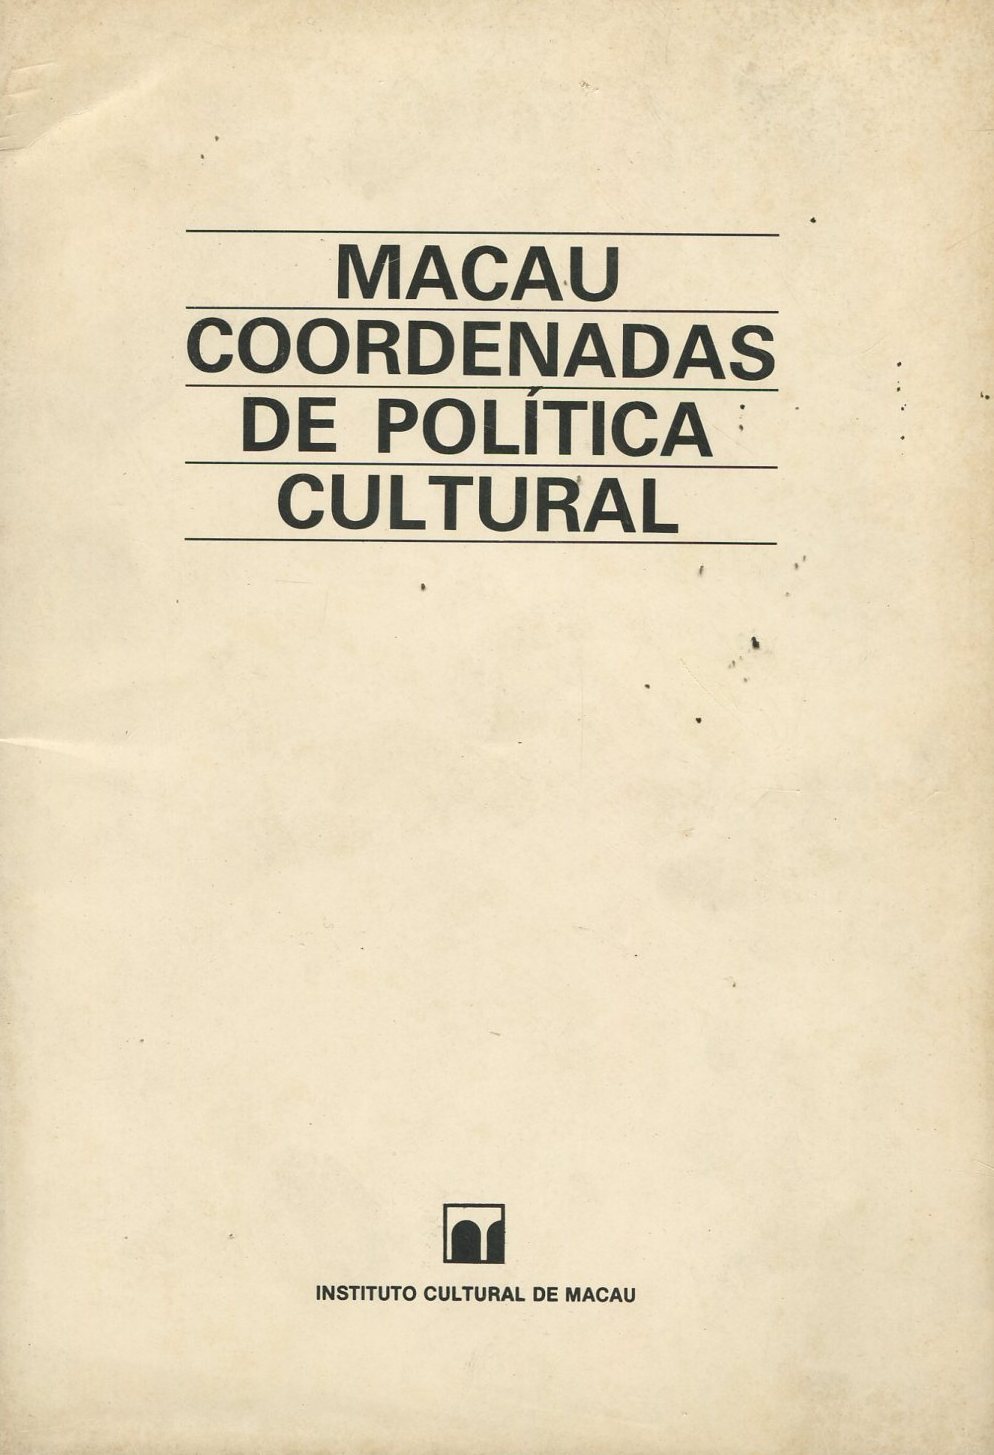 MACAU
COORDENADAS
DE POLÍTICA
CULTURAL
INSTITUTO CULTURAL DE MACAU